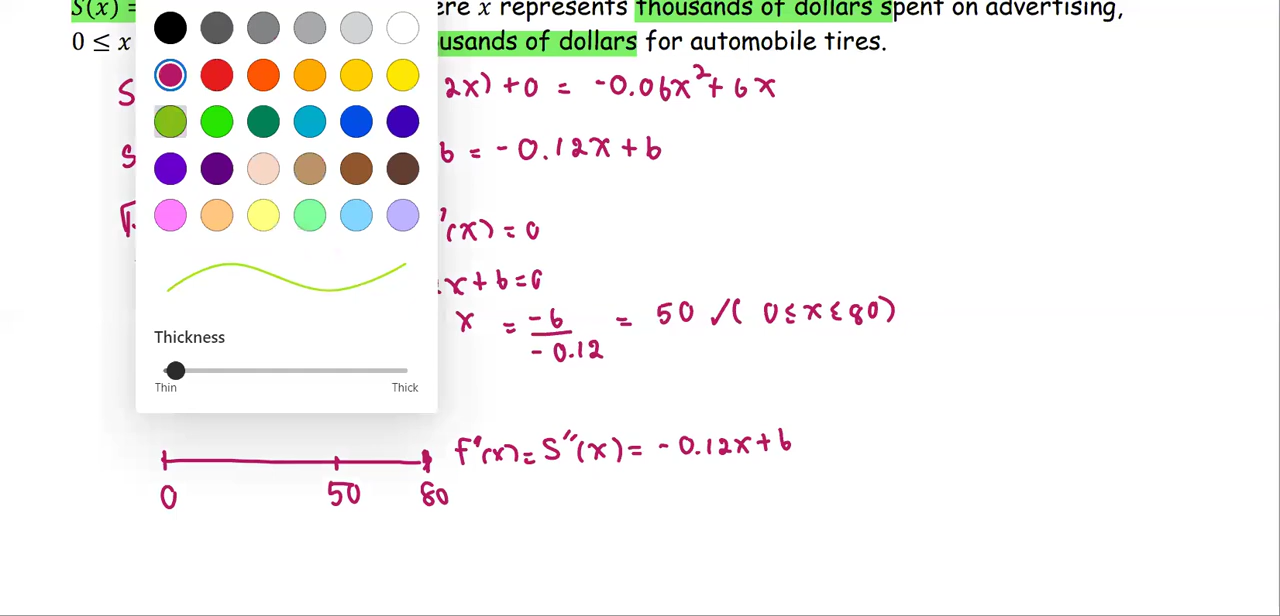 S(x) = ere x represents thousands of dollars spent on advertising,
0 ≤ x usands of dollars for automobile tires.
S 2x) + 0 = -0.06x² + 6x
S 6 = -0.12x + 6
'(x) = 0
x + 6 = 0
x = -6 / -0.12 = 50 ✓( 0 ≤ x ≤ 80)
Thickness
Thin Thick
f'(x) = S''(x) = -0.12x + 6
0 50 80